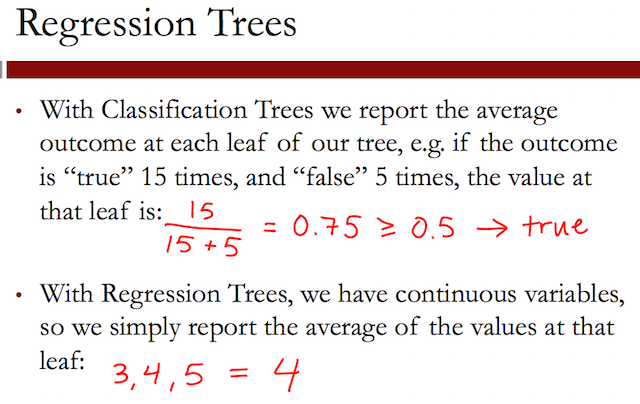 Regression Trees
• With Classification Trees we report the average
outcome at each leaf of our tree, e.g. if the outcome
is “true” 15 times, and “false” 5 times, the value at
that leaf is: 15 / 15 + 5 = 0.75 ≥ 0.5 → true
• With Regression Trees, we have continuous variables,
so we simply report the average of the values at that
leaf: 3, 4, 5 = 4